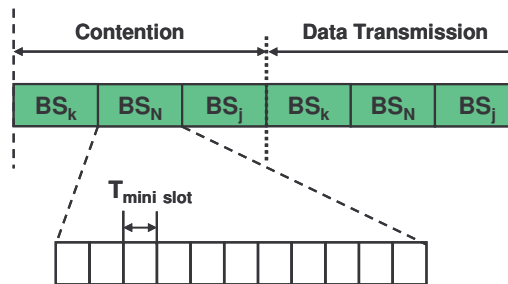 Contention Data Transmission
BSk BSN BSj BSk BSN BSj
Tmini slot